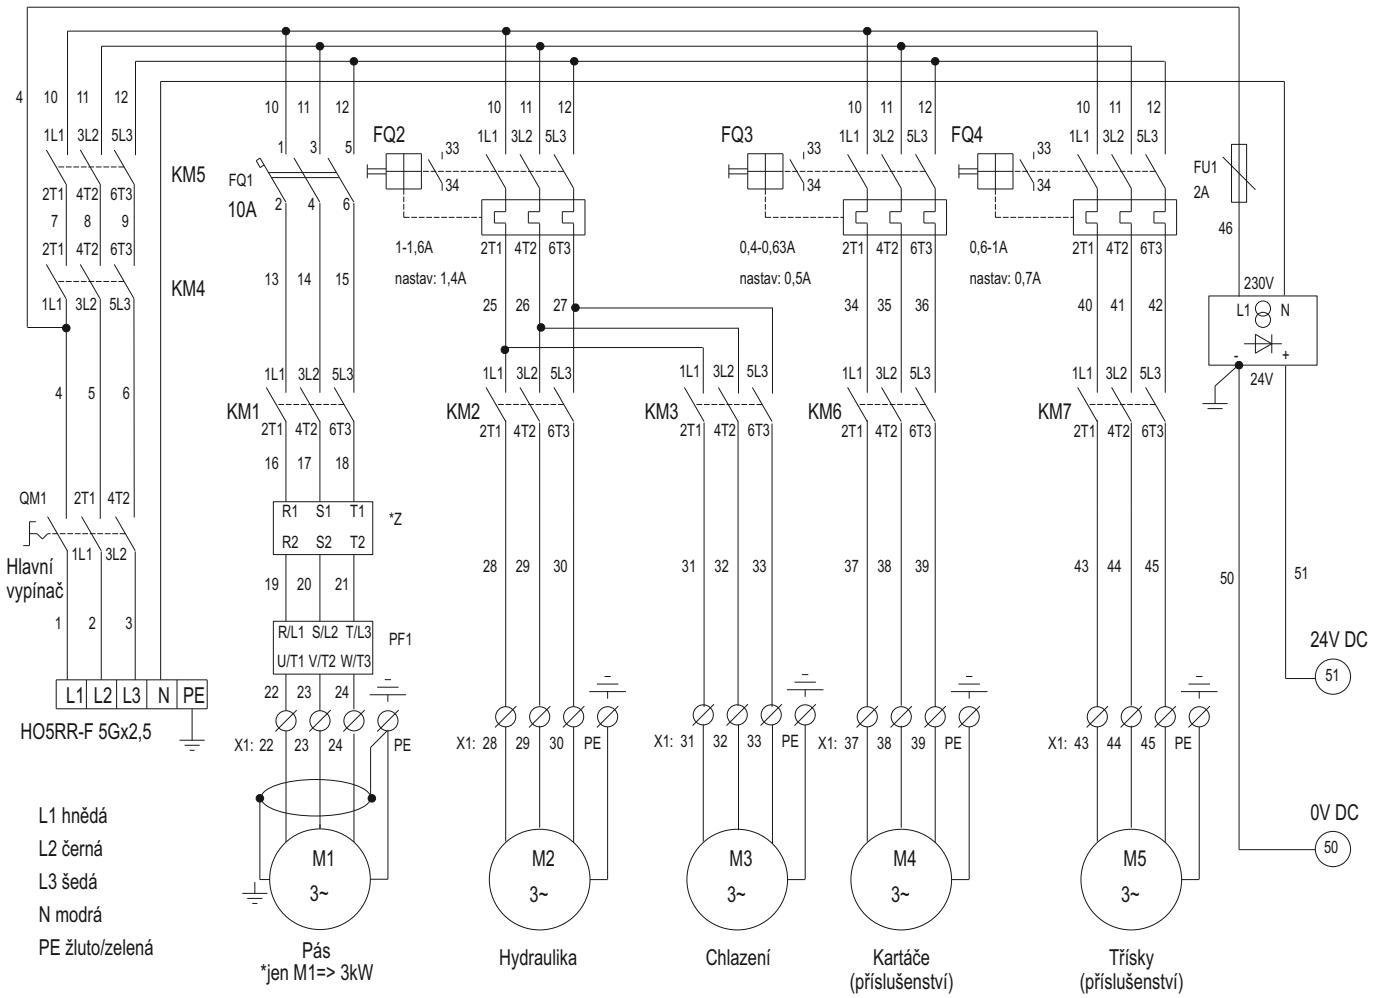 4 10 11 12
10 11 12
10 11 12
10 11 12
10 11 12
1L1 3L2 5L3
KM5
2T1 4T2 6T3
7 8 9
2T1 4T2 6T3
KM4
1L1 3L2 5L3
4 5 6
QM1 2T1 4T2
1L1 3L2
Hlavní
vypínač
1 2 3
L1 L2 L3 N PE
HO5RR-F 5Gx2,5
L1 hnědá
L2 černá
L3 šedá
N modrá
PE žluto/zelená
1 3 5
FQ1
10A
2 4 6
13 14 15
1L1 3L2 5L3
KM1
2T1 4T2 6T3
16 17 18
R1 S1 T1
*Z
R2 S2 T2
19 20 21
R/L1 S/L2 T/L3
PF1
U/T1 V/T2 W/T3
22 23 24
X1: 22 23 24 PE
M1
3~
Pás
*jen M1=> 3kW
FQ2
33
34
1L1 3L2 5L3
2T1 4T2 6T3
1-1,6A
nastav: 1,4A
25 26 27
1L1 3L2 5L3
KM2
2T1 4T2 6T3
28 29 30
X1: 28 29 30 PE
M2
3~
Hydraulika
1L1 3L2 5L3
KM3
2T1 4T2 6T3
31 32 33
X1: 31 32 33 PE
M3
3~
Chlazení
FQ3
33
34
1L1 3L2 5L3
2T1 4T2 6T3
0,4-0,63A
nastav: 0,5A
34 35 36
1L1 3L2 5L3
KM6
2T1 4T2 6T3
37 38 39
X1: 37 38 39 PE
M4
3~
Kartáče
(příslušenství)
FQ4
33
34
1L1 3L2 5L3
2T1 4T2 6T3
0,6-1A
nastav: 0,7A
40 41 42
1L1 3L2 5L3
KM7
2T1 4T2 6T3
43 44 45
X1: 43 44 45 PE
M5
3~
Třísky
(příslušenství)
FU1
2A
46
230V
L1 N
- +
24V
50 51
24V DC
51
0V DC
50